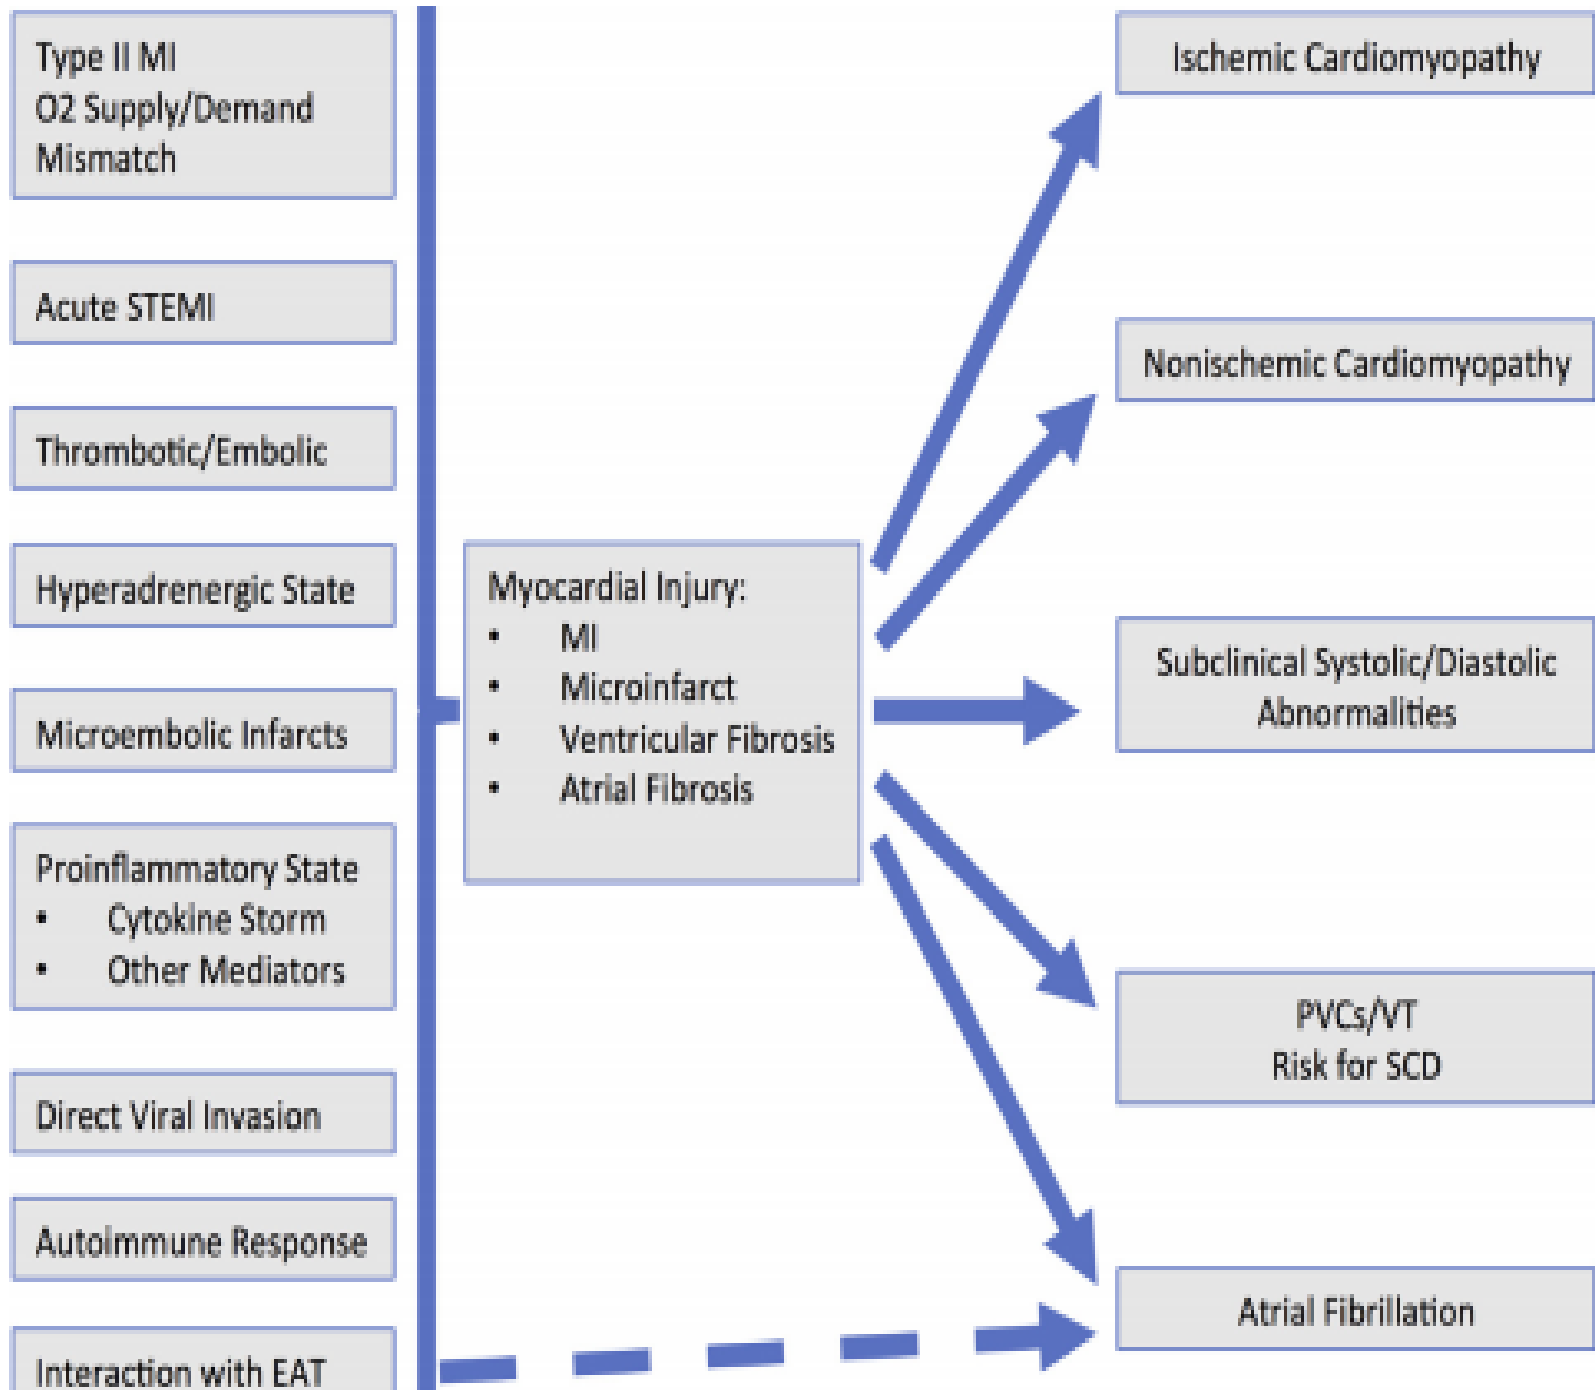 Type II MI
O2 Supply/Demand
Mismatch
Acute STEMI
Thrombotic/Embolic
Hyperadrenergic State
Microembolic Infarcts
Proinflammatory State
• Cytokine Storm
• Other Mediators
Direct Viral Invasion
Autoimmune Response
Interaction with EAT
Myocardial Injury:
• MI
• Microinfarct
• Ventricular Fibrosis
• Atrial Fibrosis
Ischemic Cardiomyopathy
Nonischemic Cardiomyopathy
Subclinical Systolic/Diastolic
Abnormalities
PVCs/VT
Risk for SCD
Atrial Fibrillation